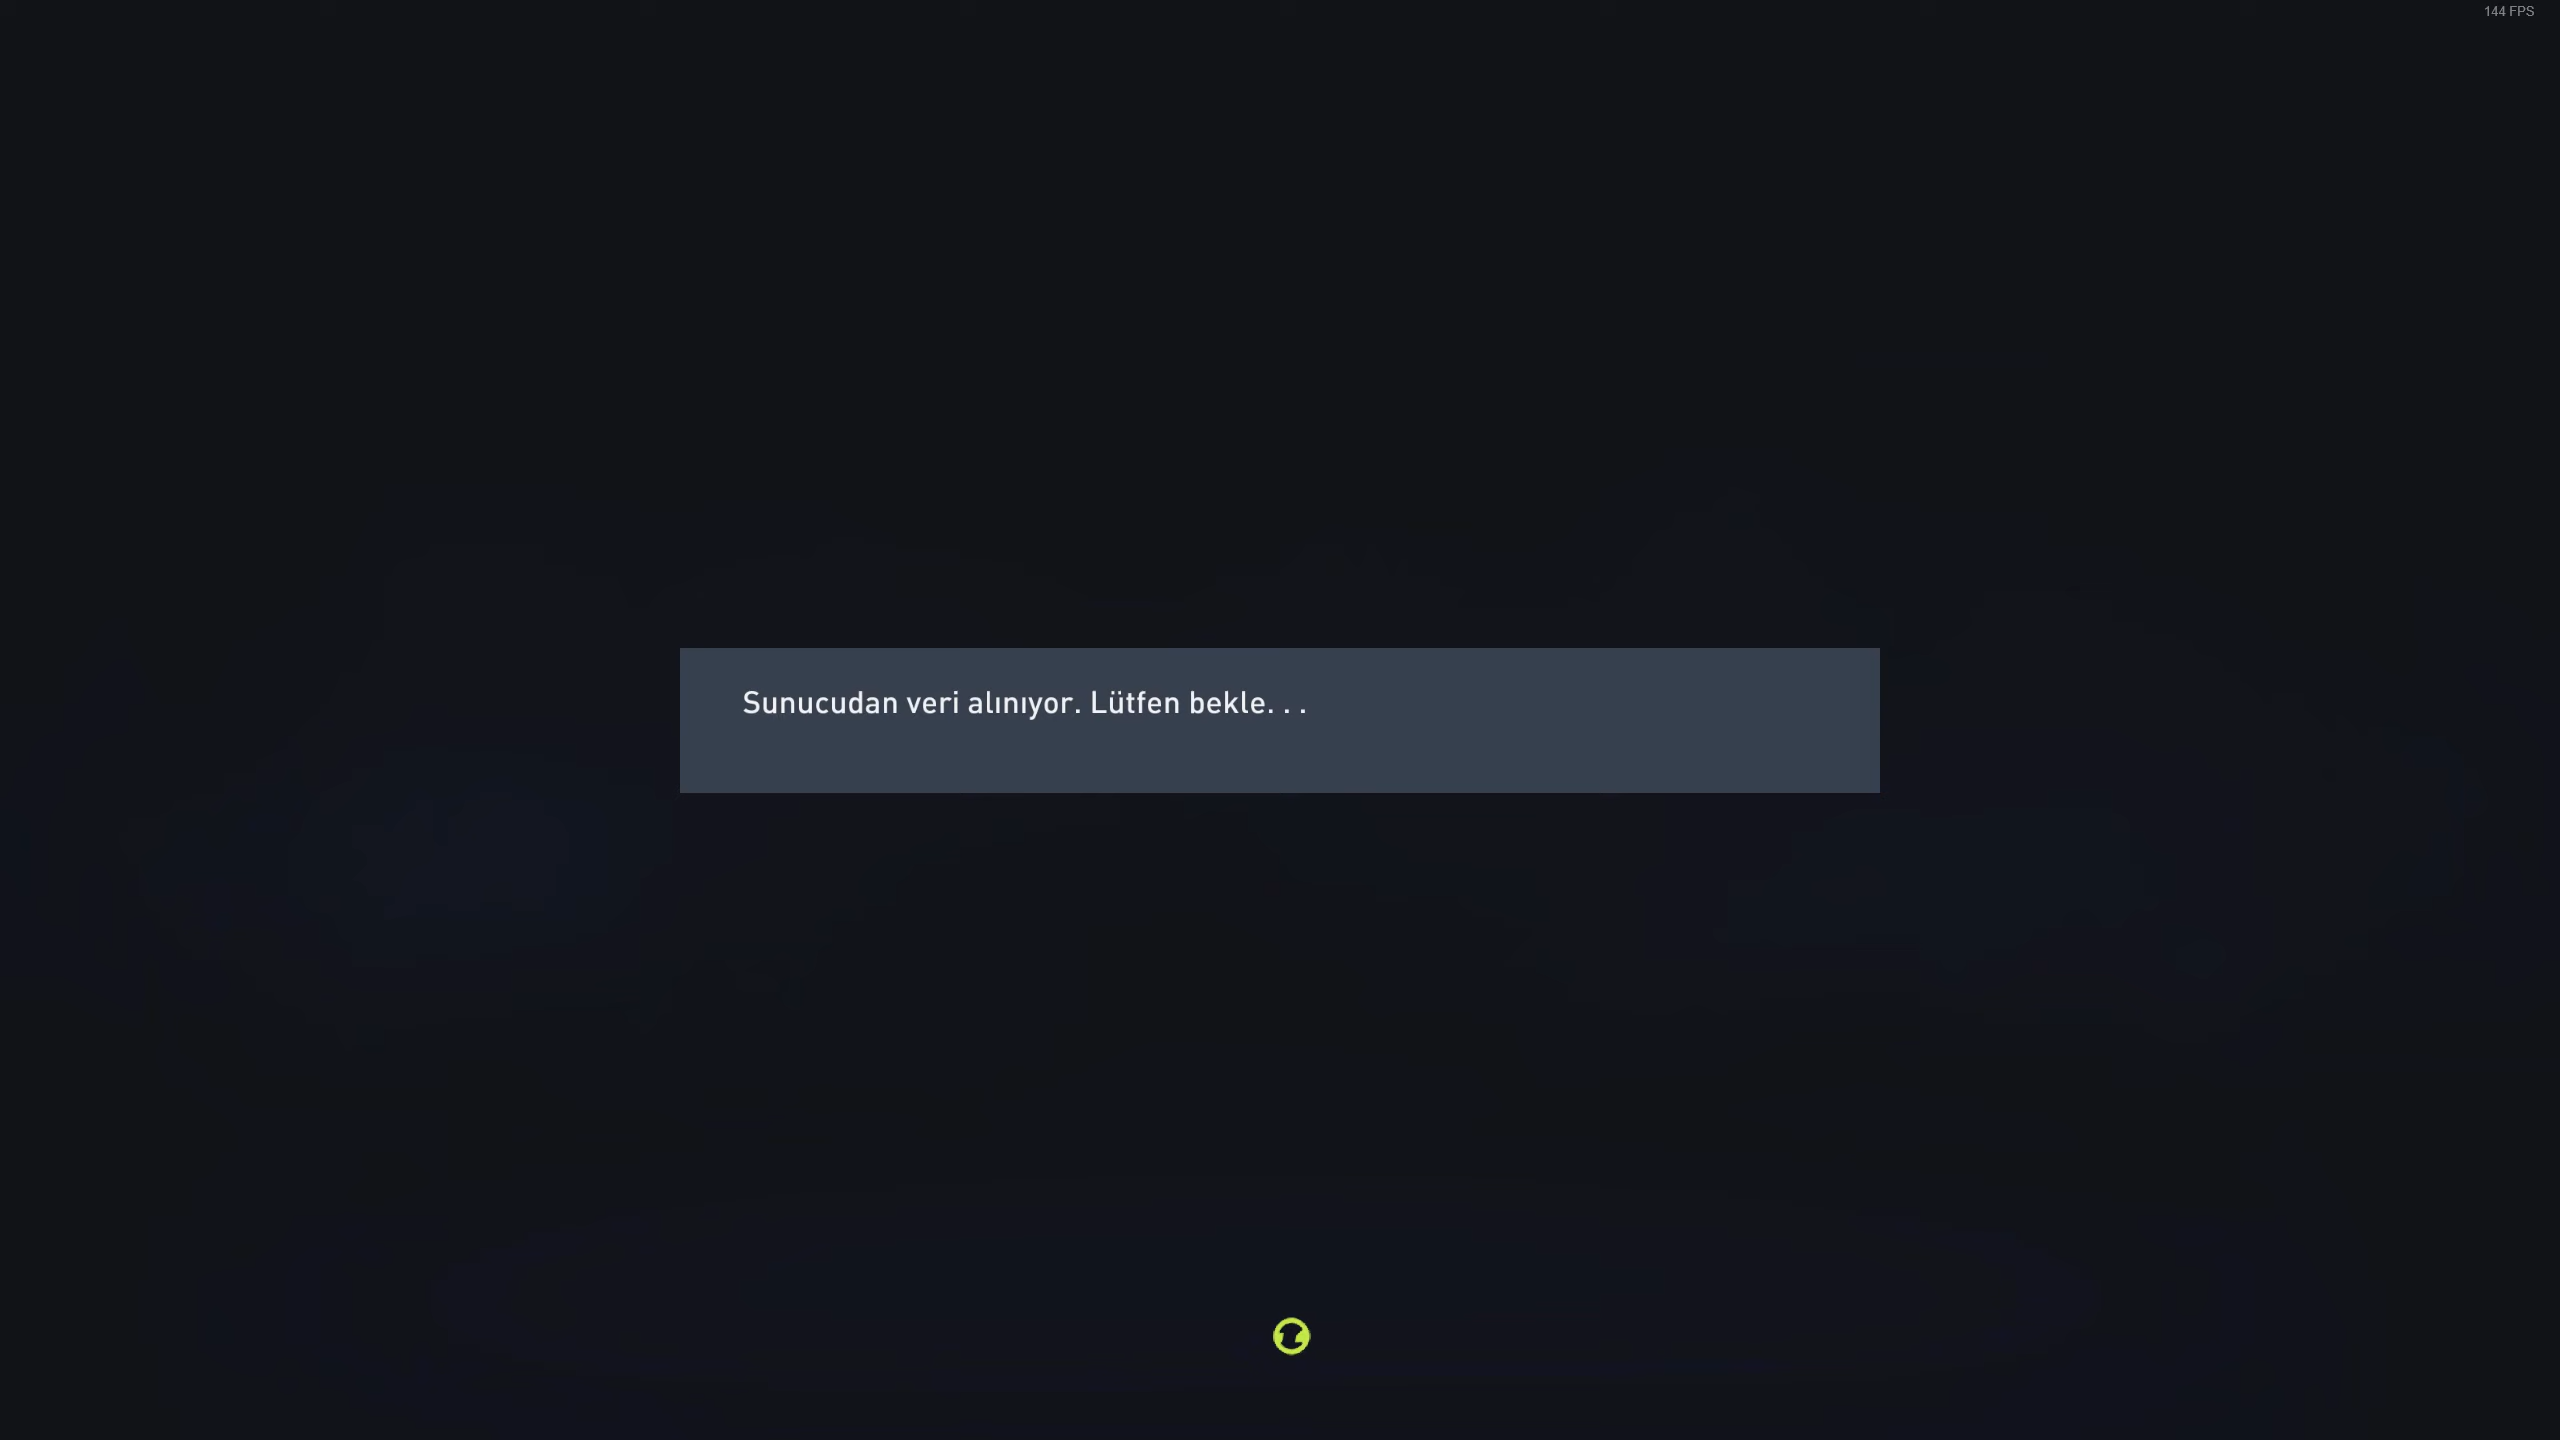 144 FPS
Sunucudan veri alınıyor. Lütfen bekle. . .